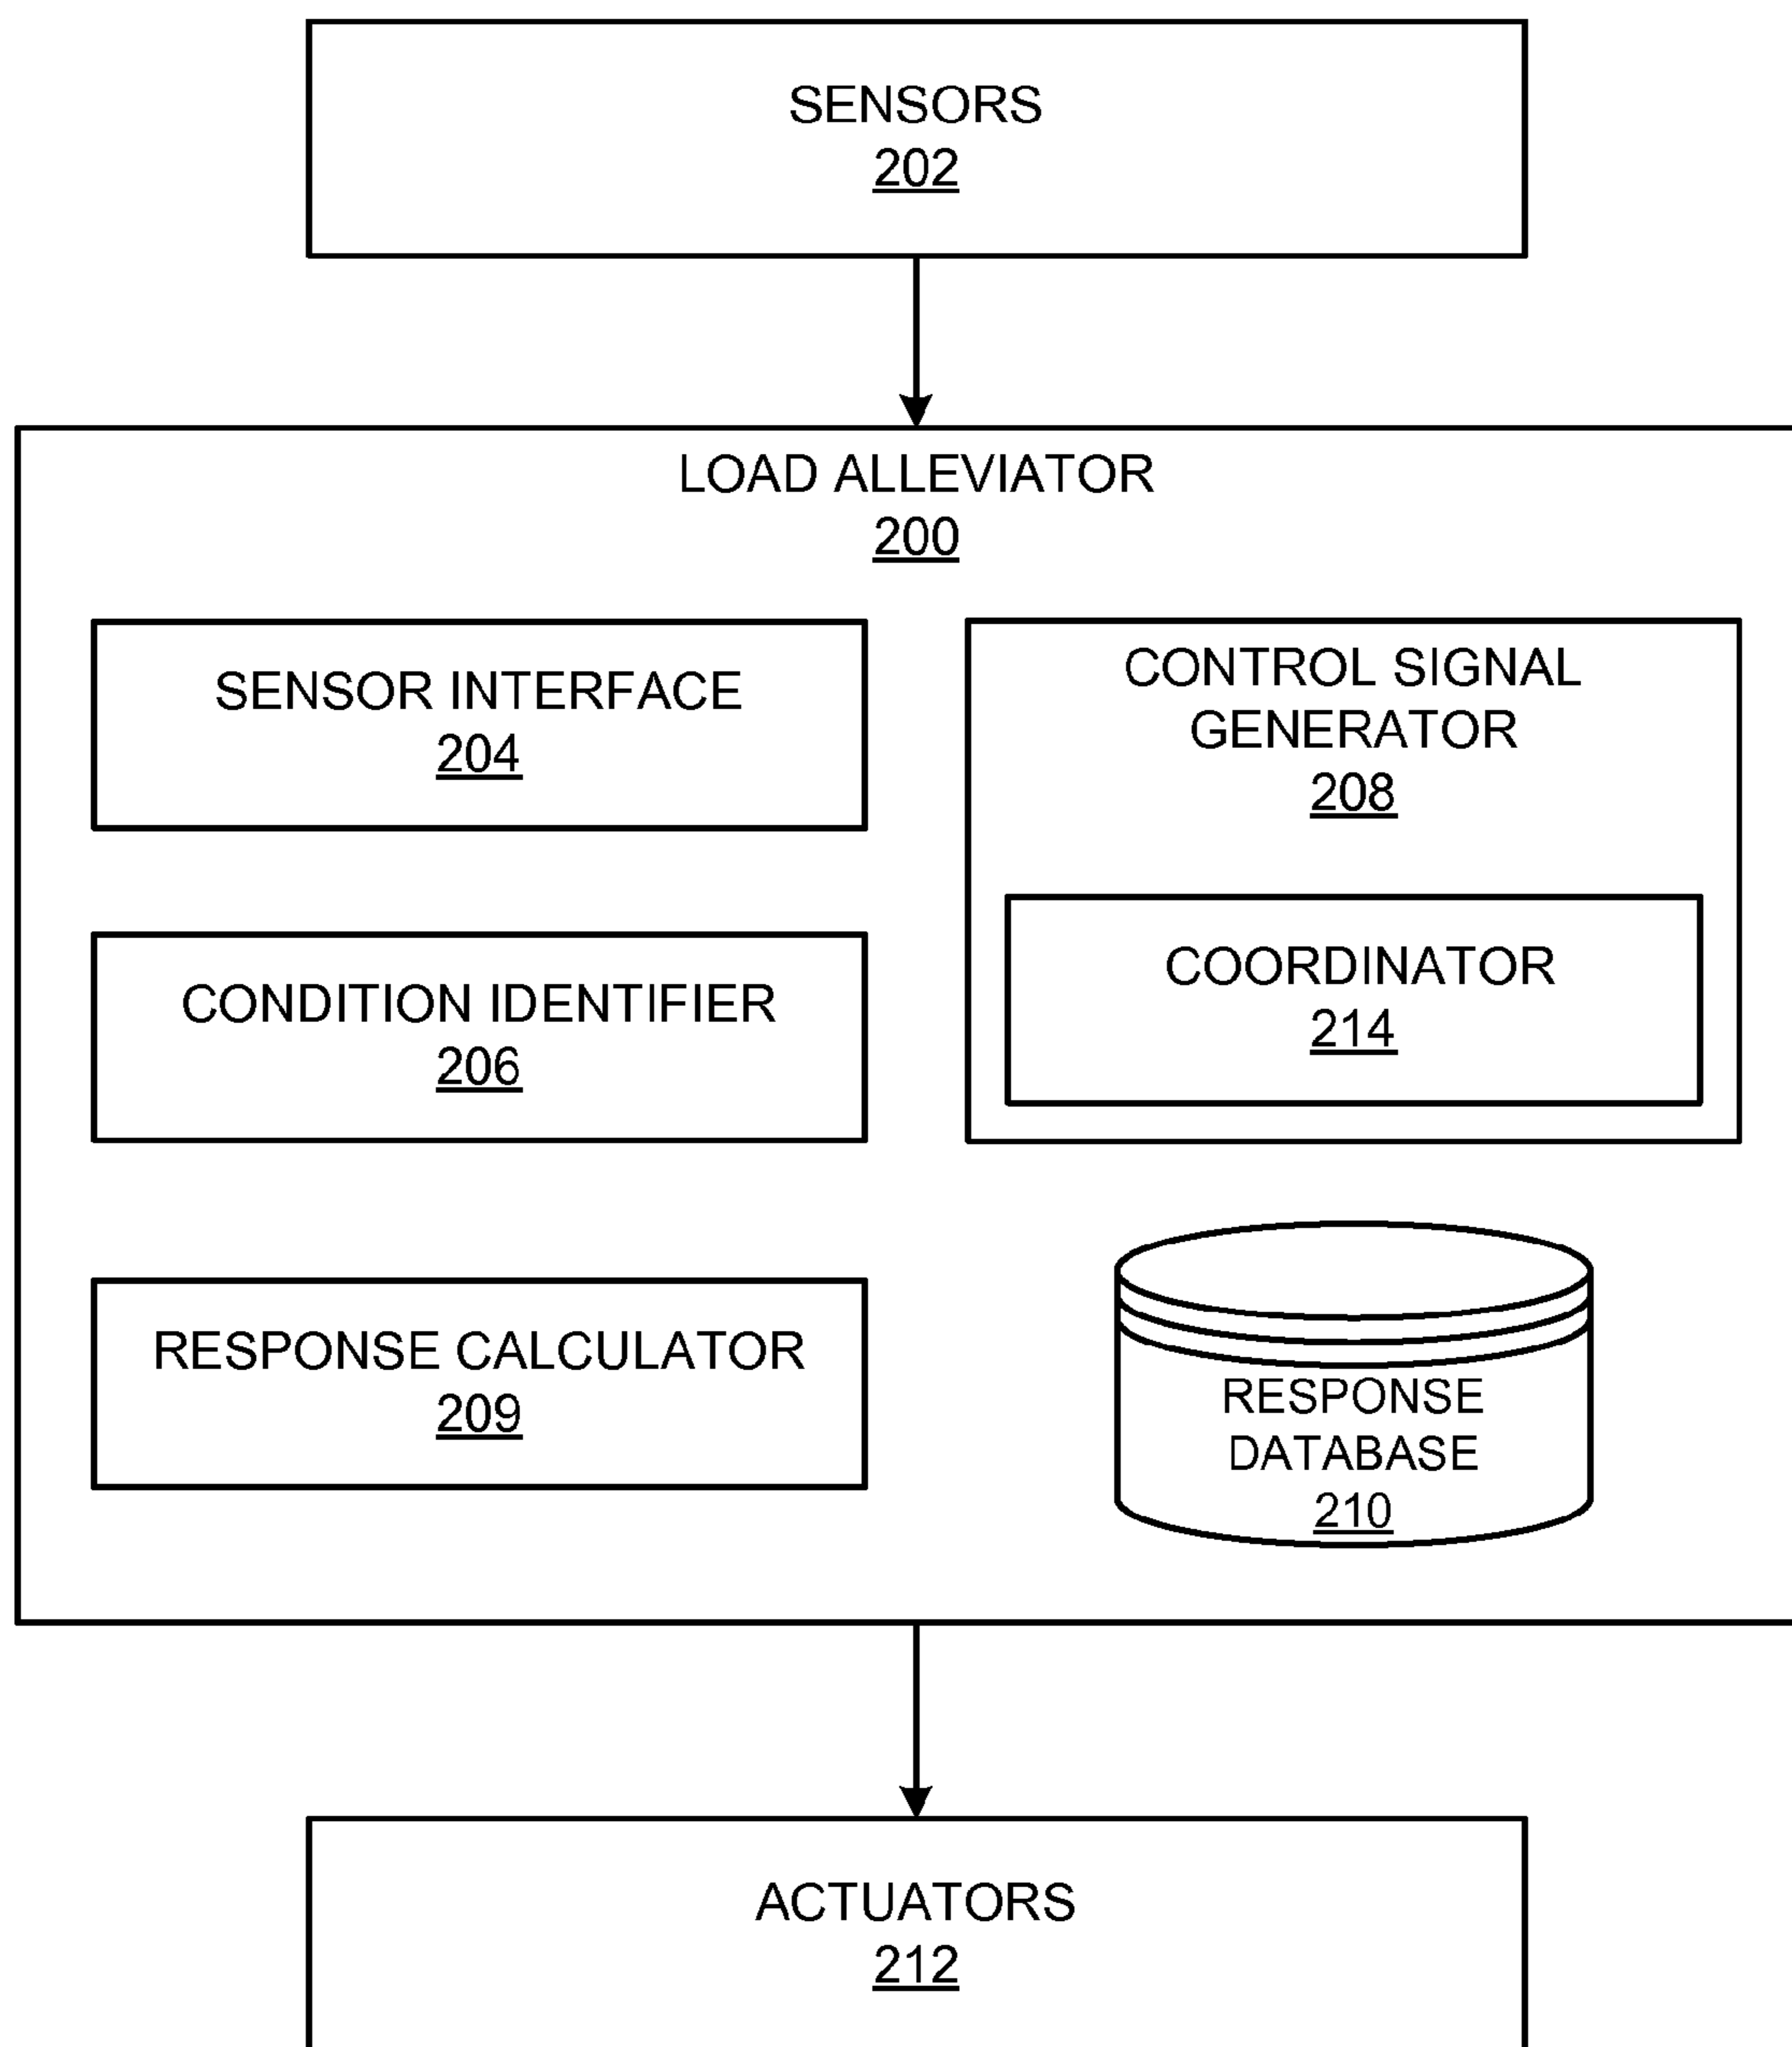 SENSORS
202
LOAD ALLEVIATOR
200
SENSOR INTERFACE
204
CONDITION IDENTIFIER
206
RESPONSE CALCULATOR
209
CONTROL SIGNAL
GENERATOR
208
COORDINATOR
214
RESPONSE
DATABASE
210
ACTUATORS
212